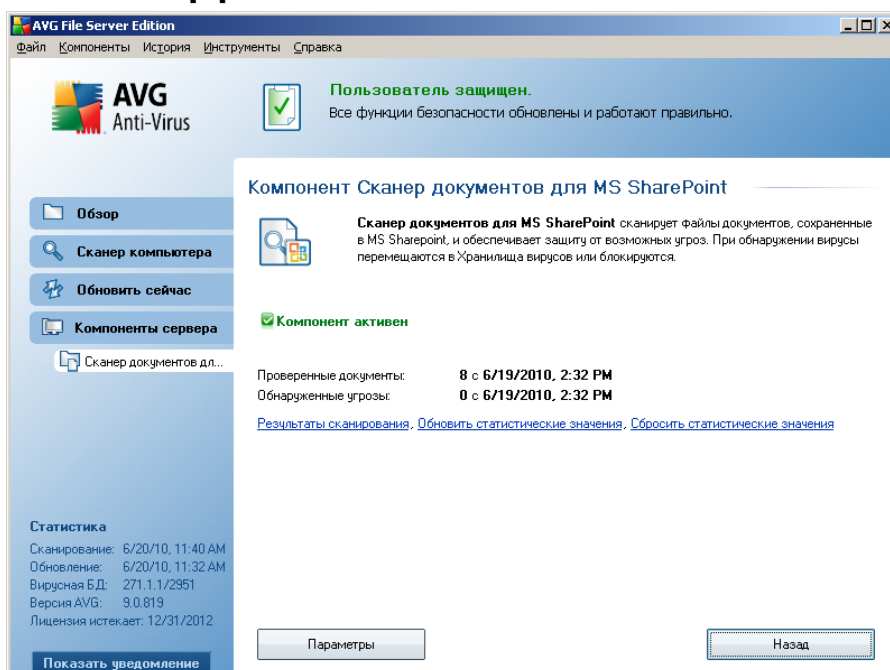 AVG File Server Edition
Файл Компоненты История Инструменты Справка
AVG
Anti-Virus
Пользователь защищен.
Все функции безопасности обновлены и работают правильно.
Обзор
Сканер компьютера
Обновить сейчас
Компоненты сервера
Сканер документов дл...
Компонент Сканер документов для MS SharePoint
Сканер документов для MS SharePoint сканирует файлы документов, сохраненные
в MS Sharepoint, и обеспечивает защиту от возможных угроз. При обнаружении вирусы
перемещаются в Хранилища вирусов или блокируются.
Компонент активен
Проверенные документы: 8 с 6/19/2010, 2:32 PM
Обнаруженные угрозы: 0 с 6/19/2010, 2:32 PM
Результаты сканирования, Обновить статистические значения, Сбросить статистические значения
Статистика
Сканирование: 6/20/10, 11:40 AM
Обновление: 6/20/10, 11:32 AM
Вирусная БД: 271.1.1/2951
Версия AVG: 9.0.819
Лицензия истекает: 12/31/2012
Показать уведомление
Параметры
Назад